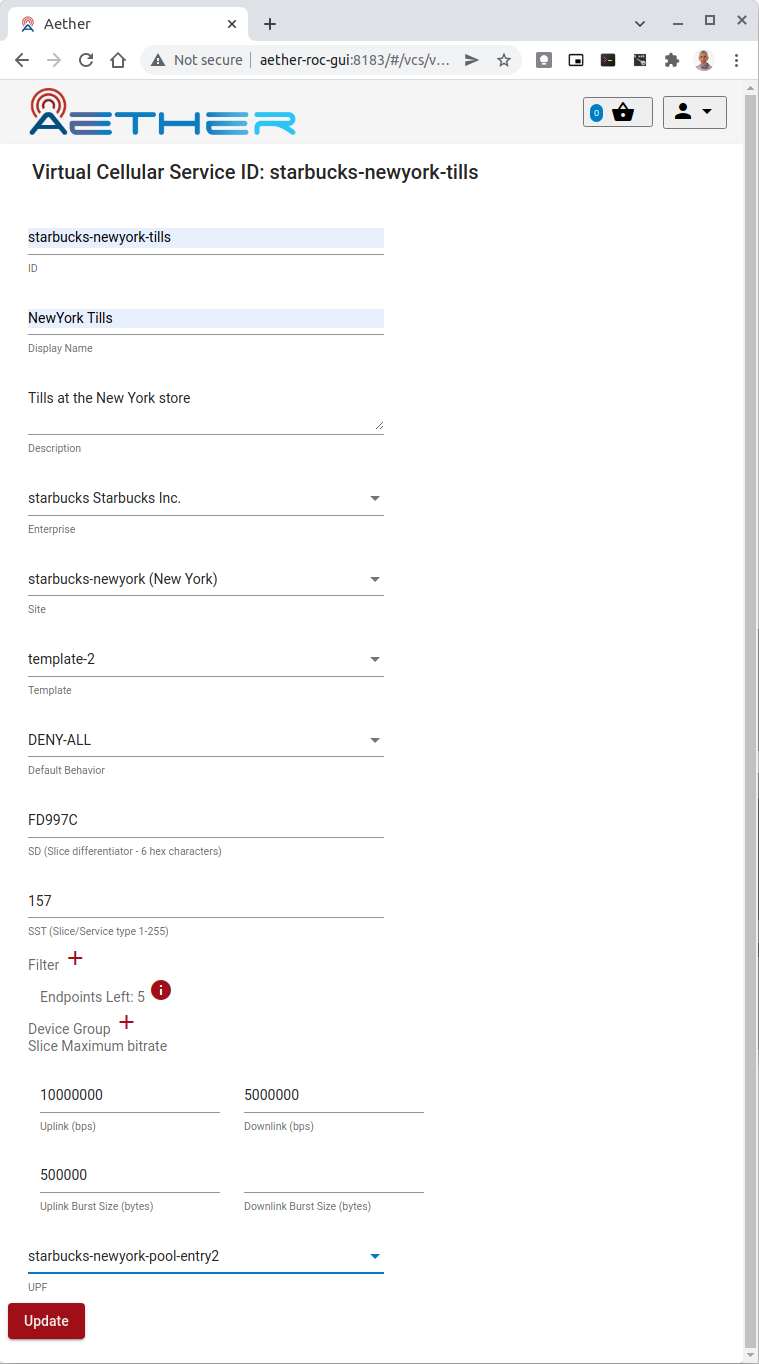 Aether
Not secure
aether-roc-gui:8183/#/vcs/v...
AETHER
0
Virtual Cellular Service ID: starbucks-newyork-tills
starbucks-newyork-tills
ID
NewYork Tills
Display Name
Tills at the New York store
Description
starbucks Starbucks Inc.
Enterprise
starbucks-newyork (New York)
Site
template-2
Template
DENY-ALL
Default Behavior
FD997C
SD (Slice differentiator - 6 hex characters)
157
SST (Slice/Service type 1-255)
Filter +
Endpoints Left: 5 i
Device Group +
Slice Maximum bitrate
10000000 5000000
Uplink (bps) Downlink (bps)
500000
Uplink Burst Size (bytes) Downlink Burst Size (bytes)
starbucks-newyork-pool-entry2
UPF
Update